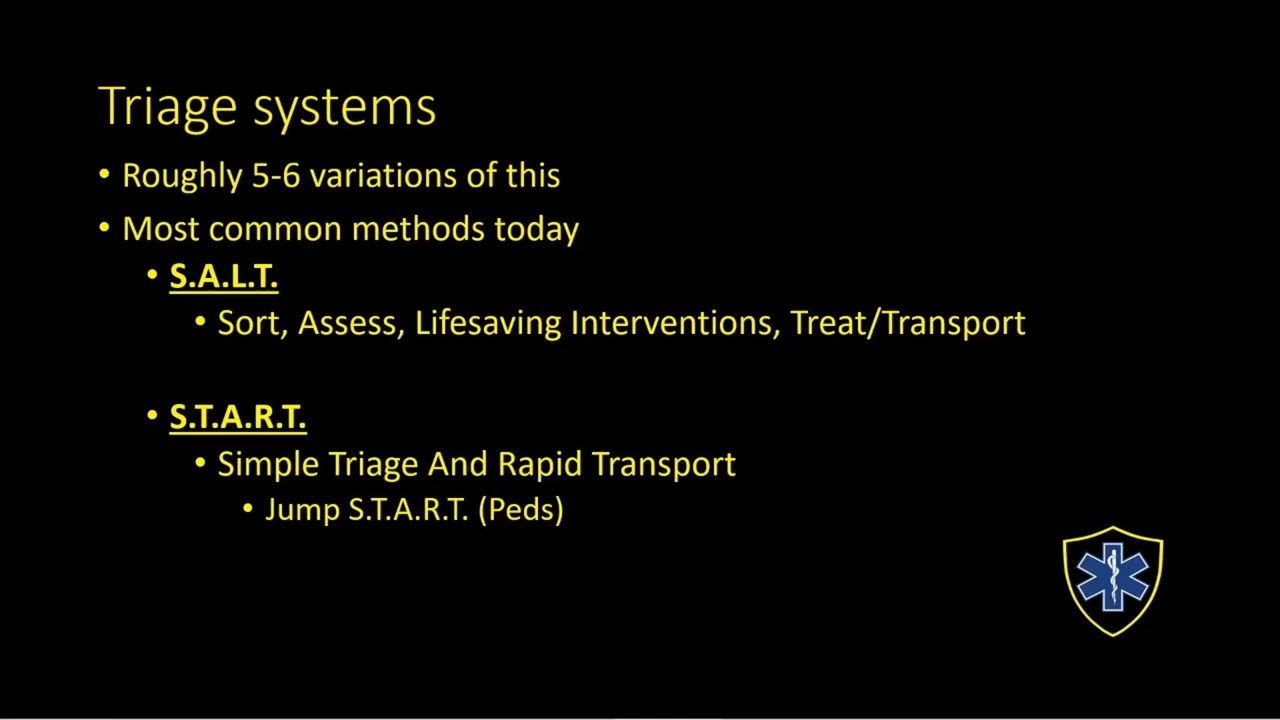 Triage systems
• Roughly 5-6 variations of this
• Most common methods today
• S.A.L.T.
• Sort, Assess, Lifesaving Interventions, Treat/Transport
• S.T.A.R.T.
• Simple Triage And Rapid Transport
• Jump S.T.A.R.T. (Peds)